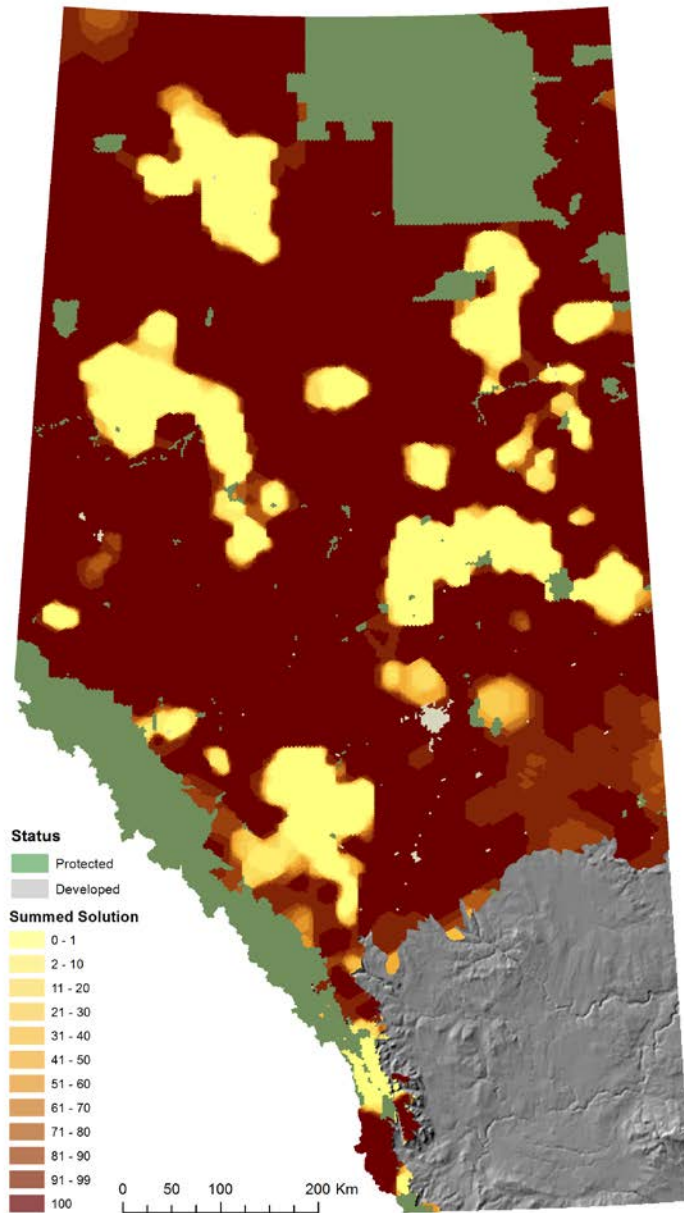 Status
Protected
Developed
Summed Solution
0 - 1
2 - 10
11 - 20
21 - 30
31 - 40
41 - 50
51 - 60
61 - 70
71 - 80
81 - 90
91 - 99
100
0 50 100 200 Km